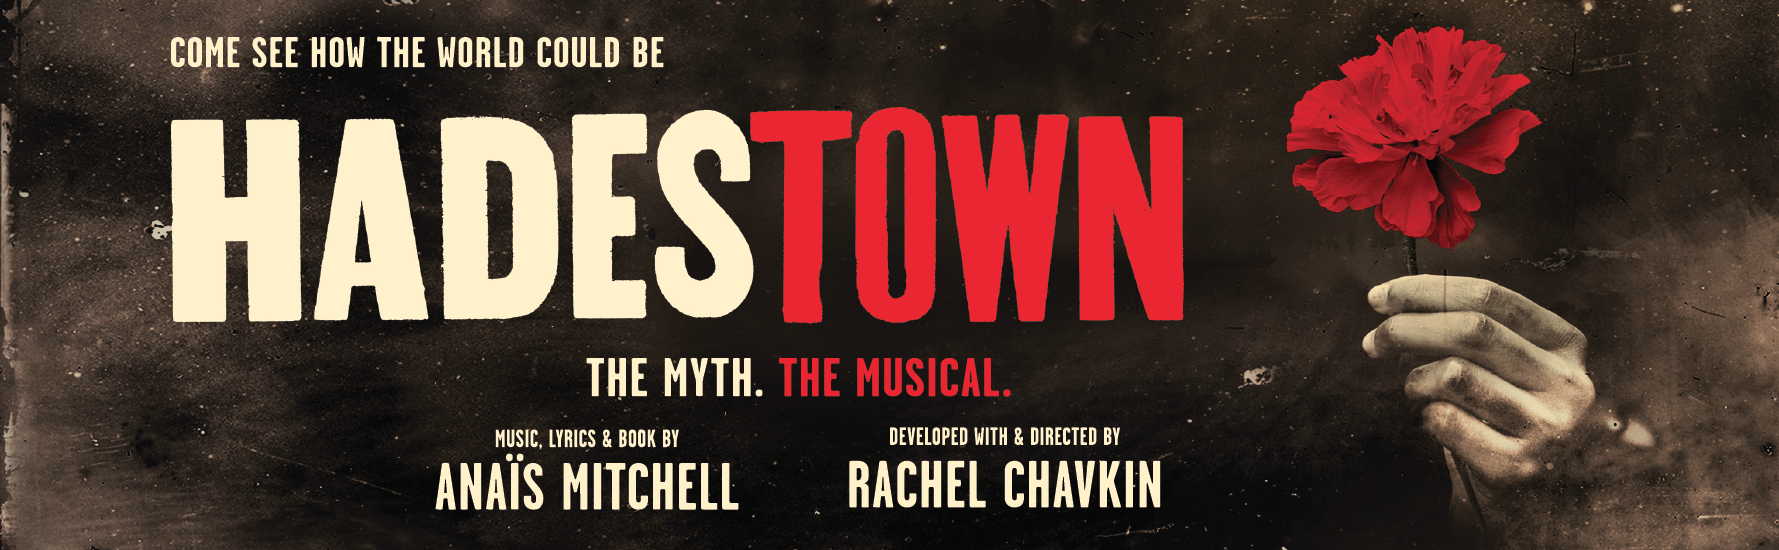 COME SEE HOW THE WORLD COULD BE
HADESTOWN
THE MYTH. THE MUSICAL.
MUSIC, LYRICS & BOOK BY
ANAÏS MITCHELL
DEVELOPED WITH & DIRECTED BY
RACHEL CHAVKIN